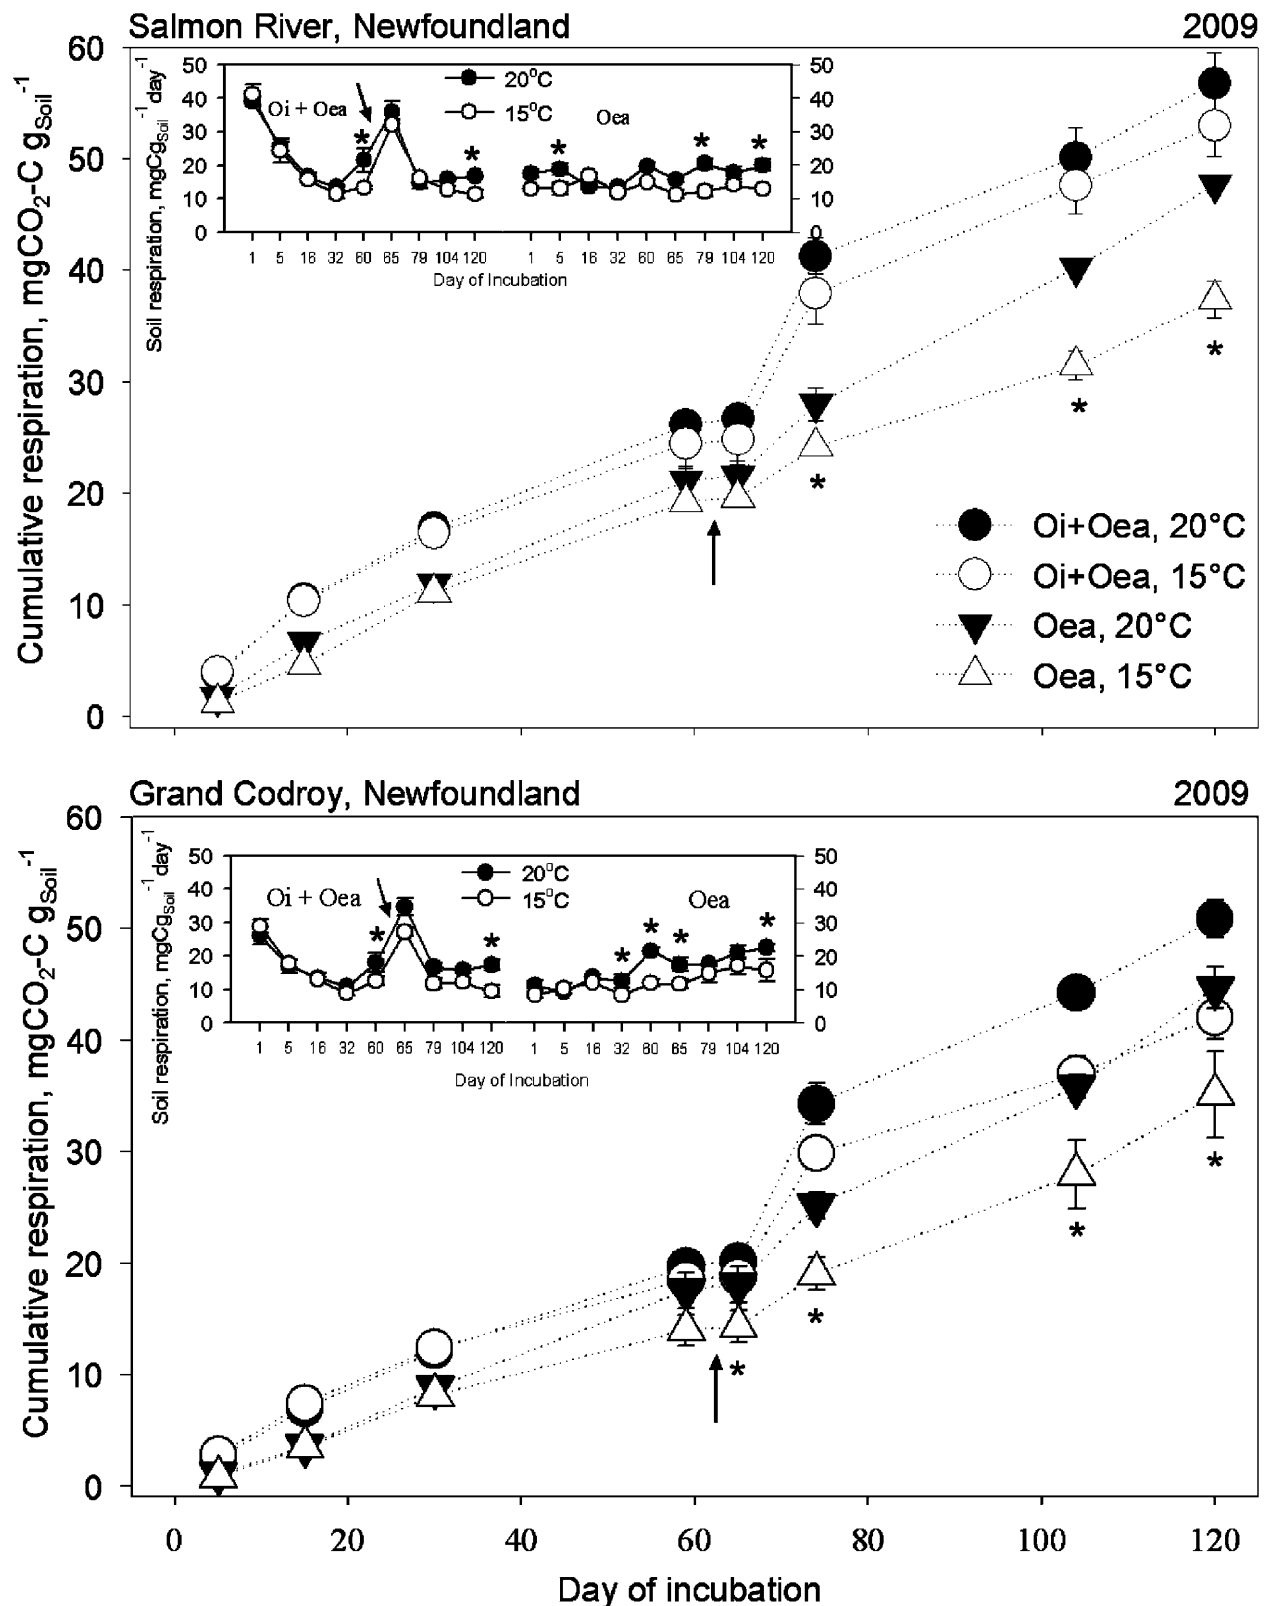 Salmon River, Newfoundland 2009
Cumulative respiration, mgCO2-C gSoil-1
60
50
40
30
20
10
0
Soil respiration, mgCgSoil-1 day-1
50
40
30
20
10
0
Oi + Oea
20°C
15°C
Oea
*
*
*
*
*
50
40
30
20
10
0
1 5 16 32 60 65 79 104 120 1 5 16 32 60 65 79 104 120
Day of Incubation
*
*
*
Oi+Oea, 20°C
Oi+Oea, 15°C
Oea, 20°C
Oea, 15°C
Grand Codroy, Newfoundland 2009
Cumulative respiration, mgCO2-C gSoil-1
60
50
40
30
20
10
0
Soil respiration, mgCgSoil-1 day-1
50
40
30
20
10
0
Oi + Oea
20°C
15°C
Oea
*
*
*
*
*
*
50
40
30
20
10
0
1 5 16 32 60 65 79 104 120 1 5 16 32 60 65 79 104 120
Day of Incubation
*
*
*
*
0 20 40 60 80 100 120
Day of incubation